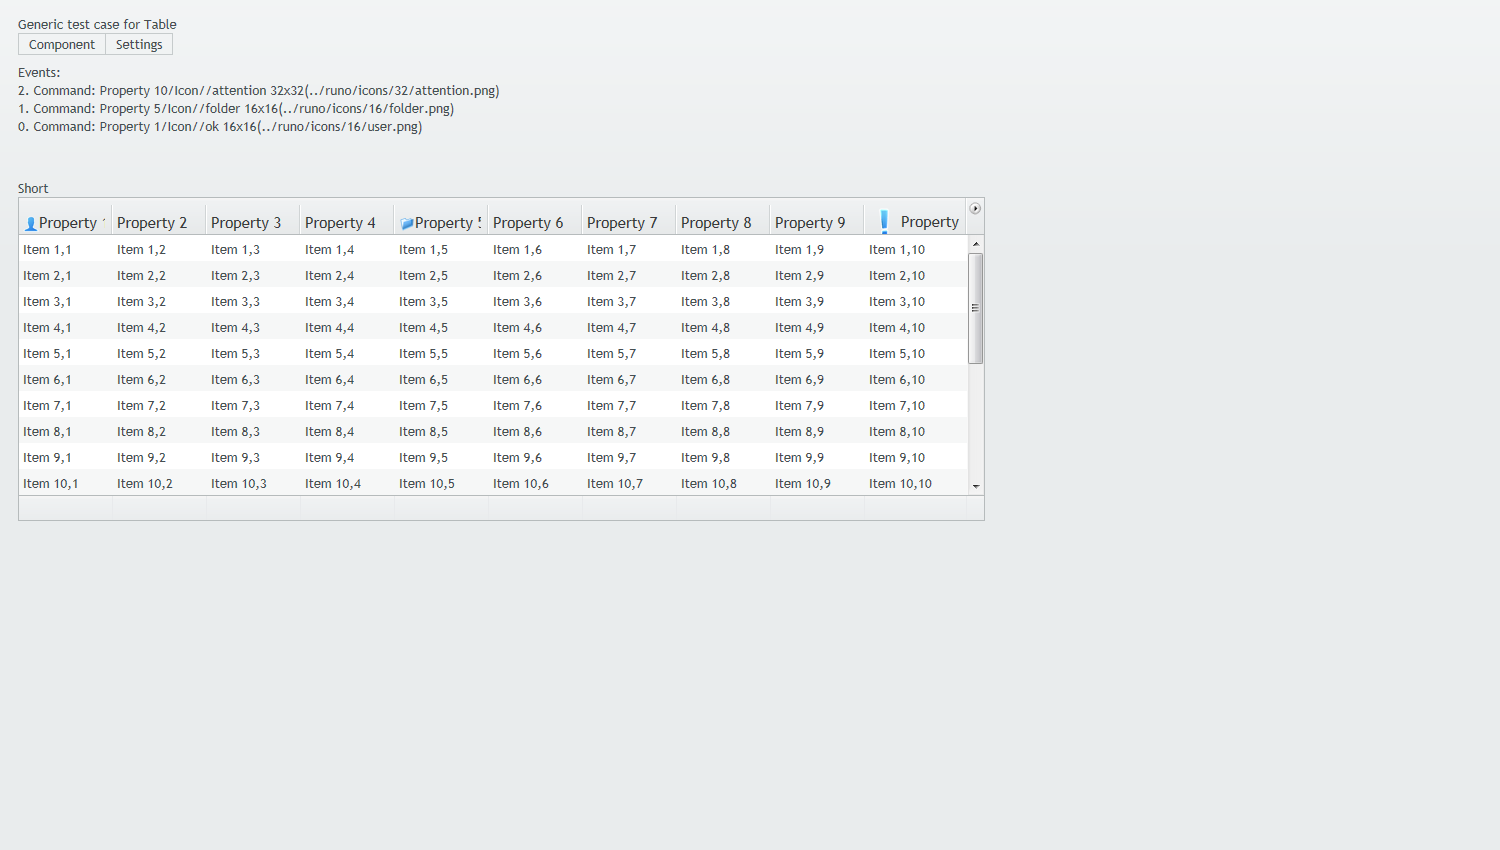 Generic test case for Table
Component Settings
Events:
2. Command: Property 10/Icon//attention 32x32(../runo/icons/32/attention.png)
1. Command: Property 5/Icon//folder 16x16(../runo/icons/16/folder.png)
0. Command: Property 1/Icon//ok 16x16(../runo/icons/16/user.png)
Short
Property Property 2 Property 3 Property 4 Property 5 Property 6 Property 7 Property 8 Property 9 Property
Item 1,1 Item 1,2 Item 1,3 Item 1,4 Item 1,5 Item 1,6 Item 1,7 Item 1,8 Item 1,9 Item 1,10
Item 2,1 Item 2,2 Item 2,3 Item 2,4 Item 2,5 Item 2,6 Item 2,7 Item 2,8 Item 2,9 Item 2,10
Item 3,1 Item 3,2 Item 3,3 Item 3,4 Item 3,5 Item 3,6 Item 3,7 Item 3,8 Item 3,9 Item 3,10
Item 4,1 Item 4,2 Item 4,3 Item 4,4 Item 4,5 Item 4,6 Item 4,7 Item 4,8 Item 4,9 Item 4,10
Item 5,1 Item 5,2 Item 5,3 Item 5,4 Item 5,5 Item 5,6 Item 5,7 Item 5,8 Item 5,9 Item 5,10
Item 6,1 Item 6,2 Item 6,3 Item 6,4 Item 6,5 Item 6,6 Item 6,7 Item 6,8 Item 6,9 Item 6,10
Item 7,1 Item 7,2 Item 7,3 Item 7,4 Item 7,5 Item 7,6 Item 7,7 Item 7,8 Item 7,9 Item 7,10
Item 8,1 Item 8,2 Item 8,3 Item 8,4 Item 8,5 Item 8,6 Item 8,7 Item 8,8 Item 8,9 Item 8,10
Item 9,1 Item 9,2 Item 9,3 Item 9,4 Item 9,5 Item 9,6 Item 9,7 Item 9,8 Item 9,9 Item 9,10
Item 10,1 Item 10,2 Item 10,3 Item 10,4 Item 10,5 Item 10,6 Item 10,7 Item 10,8 Item 10,9 Item 10,10